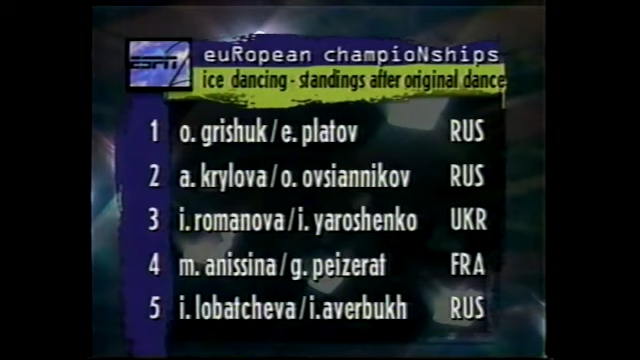 ESPN2
euRopean champioNships
ice dancing - standings after original dance
1 o. grishuk / e. platov RUS
2 a. krylova / o. ovsiannikov RUS
3 i. romanova / i. yaroshenko UKR
4 m. anissina / g. peizerat FRA
5 i. lobatcheva / i.averbukh RUS